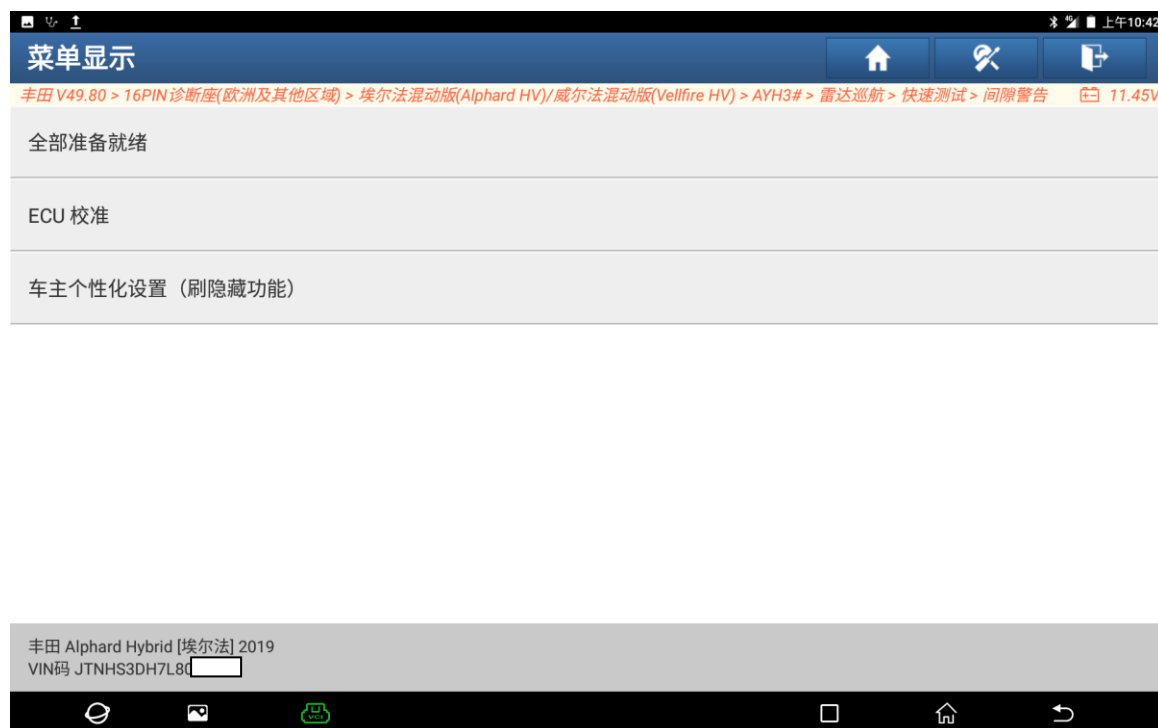 4G 上午10:42
菜单显示
丰田 V49.80 > 16PIN诊断座(欧洲及其他区域) > 埃尔法混动版(Alphard HV)/威尔法混动版(Vellfire HV) > AYH3# > 雷达巡航 > 快速测试 > 间隙警告 11.45V
全部准备就绪
ECU 校准
车主个性化设置（刷隐藏功能）
丰田 Alphard Hybrid [埃尔法] 2019
VIN码 JTNHS3DH7L80
VCI